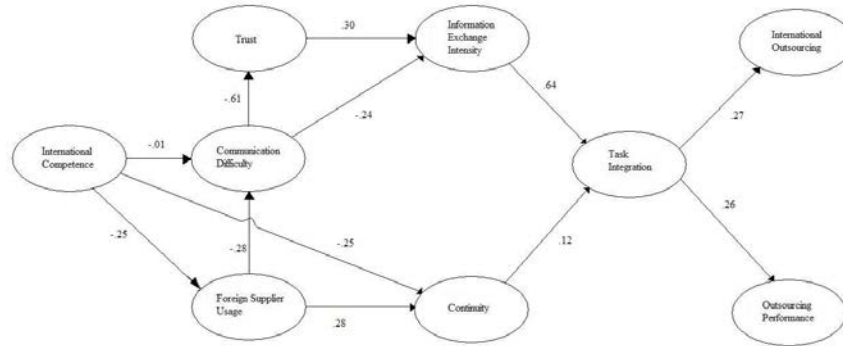 Trust
.30
Information
Exchange
Intensity
International
Outsourcing
-.61
-.24
.64
.27
International
Competence
-.01
Communication
Difficulty
Task
Integration
-.25
-.28
-.25
.12
.26
Foreign Supplier
Usage
.28
Continuity
Outsourcing
Performance